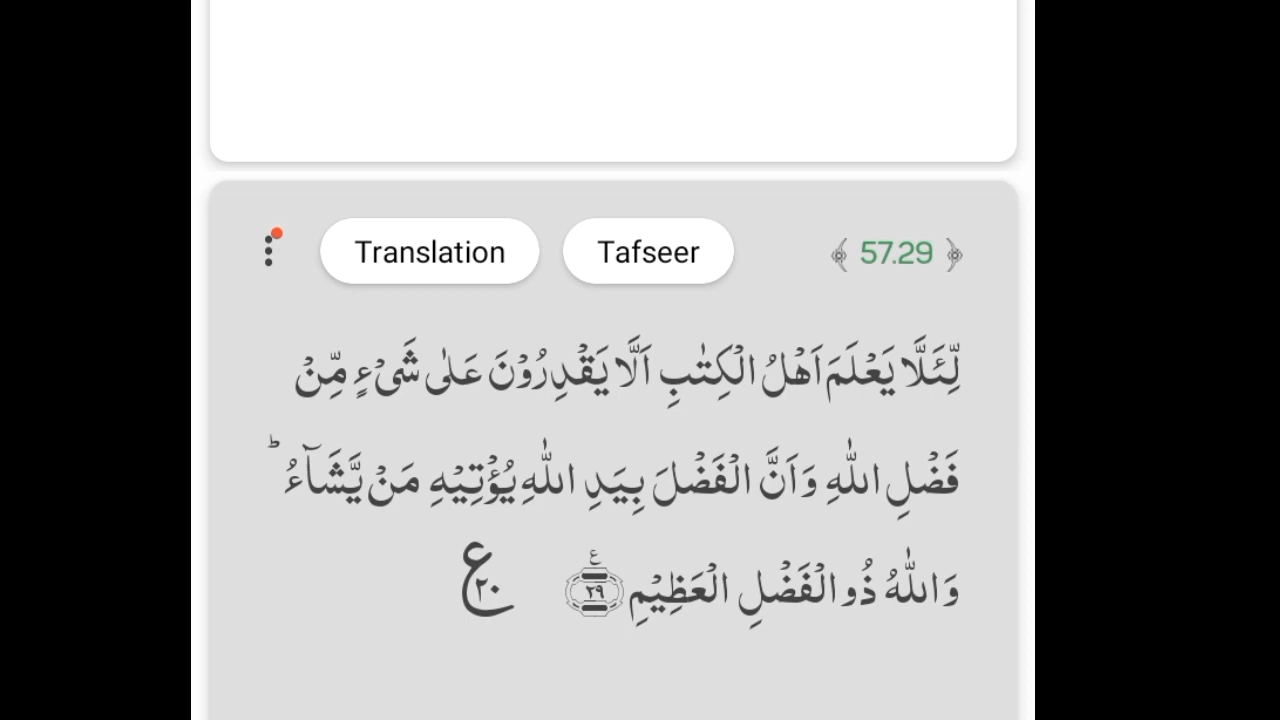 Translation Tafseer 57.29
لِّئَلَّا يَعْلَمَ اَهْلُ الْكِتٰبِ اَلَّا يَقْدِرُوْنَ عَلٰى شَىْءٍ مِّنْ
فَضْلِ اللّٰهِ وَاَنَّ الْفَضْلَ بِيَدِ اللّٰهِ يُؤْتِيْهِ مَنْ يَّشَآءُ ؕ
وَاللّٰهُ ذُو الْفَضْلِ الْعَظِيْمِ ٢٩ ع ع ٢٠